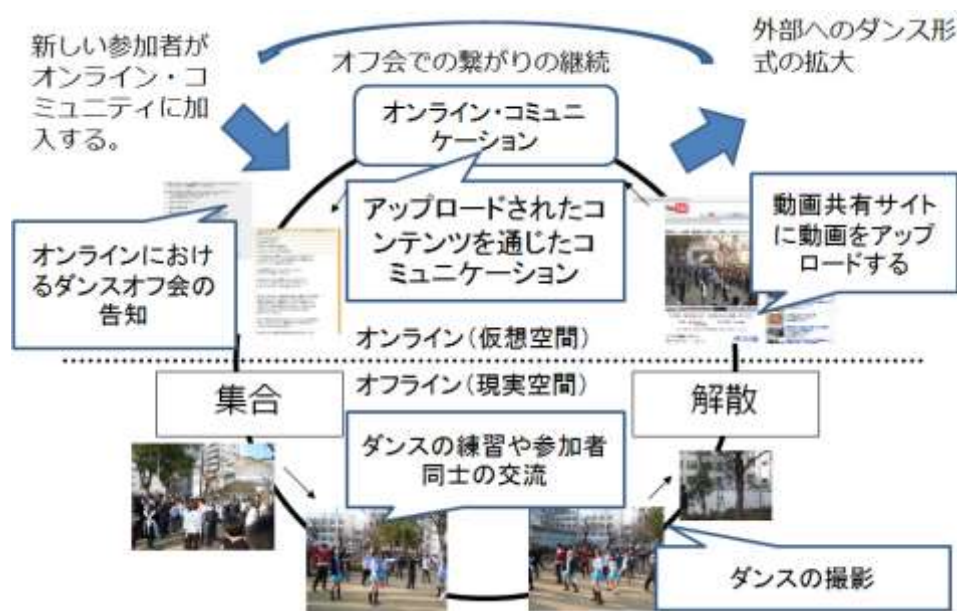 新しい参加者が
オンライン・コ
ミュニティに加
入する。
オフ会での繋がりの継続
外部へのダンス形
式の拡大
オンライン・コミュニ
ケーション
アップロードされたコ
ンテンツを通じたコ
ミュニケーション
オンラインにおけ
るダンスオフ会の
告知
動画共有サイト
に動画をアップ
ロードする
オンライン(仮想空間)
オフライン(現実空間)
集合
解散
ダンスの練習や参加者
同士の交流
ダンスの撮影